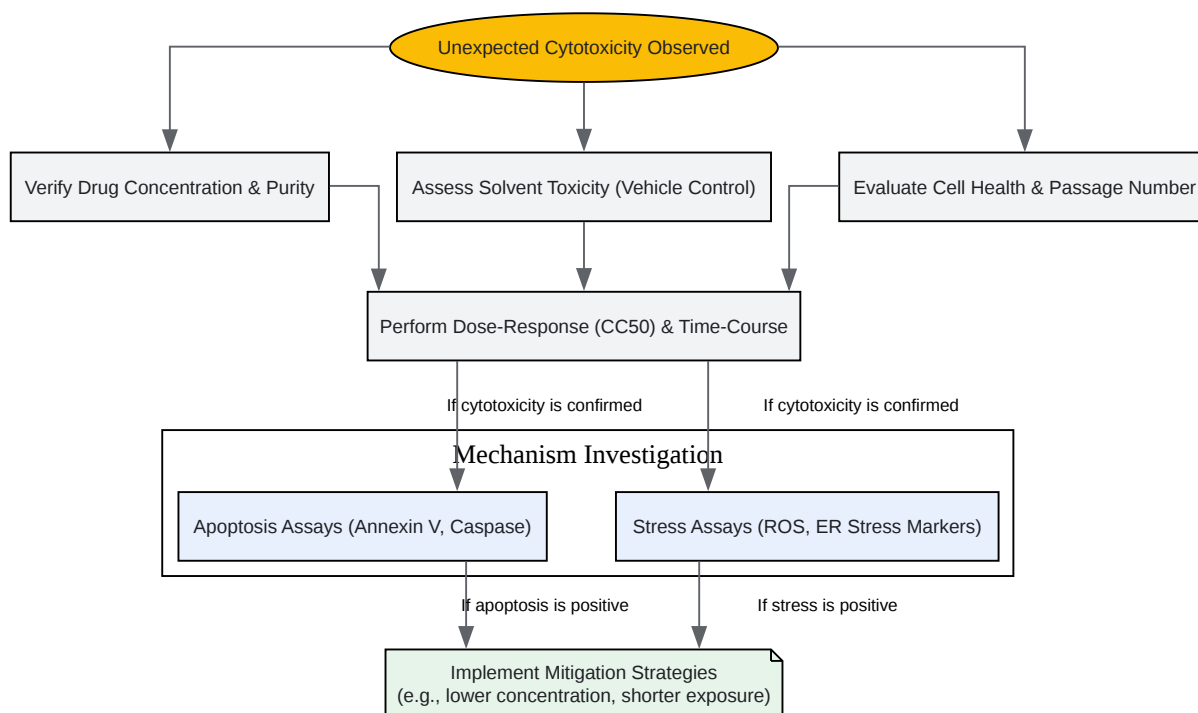 Unexpected Cytotoxicity Observed
Verify Drug Concentration & Purity
Assess Solvent Toxicity (Vehicle Control)
Evaluate Cell Health & Passage Number
Perform Dose-Response (CC50) & Time-Course
If cytotoxicity is confirmed
If cytotoxicity is confirmed
Mechanism Investigation
Apoptosis Assays (Annexin V, Caspase)
Stress Assays (ROS, ER Stress Markers)
If apoptosis is positive
If stress is positive
Implement Mitigation Strategies
(e.g., lower concentration, shorter exposure)